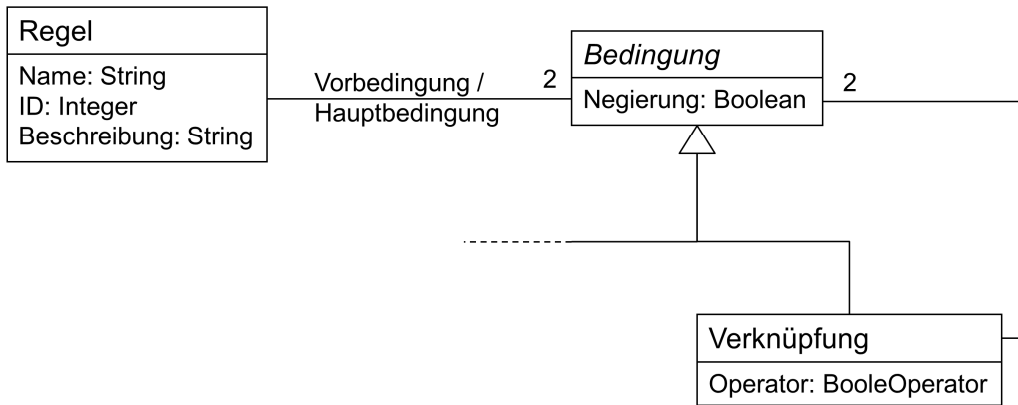 Regel
Name: String
ID: Integer
Beschreibung: String
Vorbedingung /
Hauptbedingung
2
Bedingung
Negierung: Boolean
2
Verknüpfung
Operator: BooleOperator